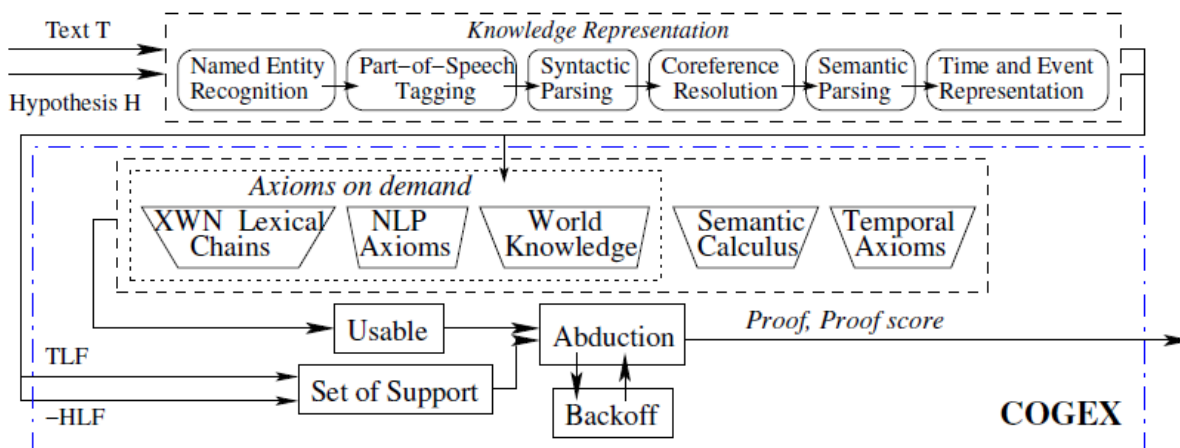 Text T
Hypothesis H
Knowledge Representation
Named Entity
Recognition
Part-of-Speech
Tagging
Syntactic
Parsing
Coreference
Resolution
Semantic
Parsing
Time and Event
Representation
Axioms on demand
XWN Lexical
Chains
NLP
Axioms
World
Knowledge
Semantic
Calculus
Temporal
Axioms
Usable
Abduction
Proof, Proof score
TLF
Set of Support
-HLF
Backoff
COGEX